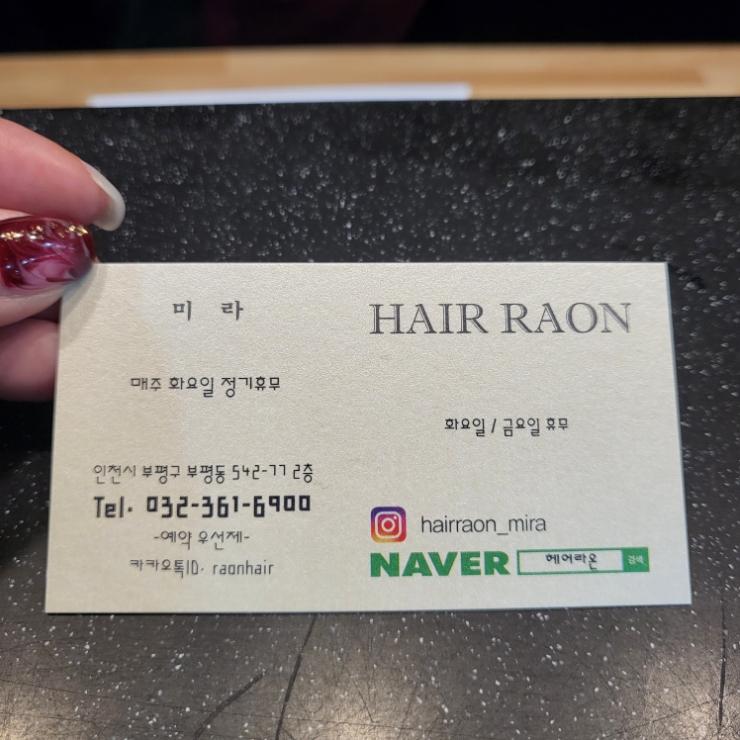 미 라
매주 화요일 정기휴무
인천시 부평구 부평동 542-77 2층
Tel. 032-361-6900
-예약 우선제-
카카오톡ID. raonhair
HAIR RAON
화요일 / 금요일 휴무
hairraon_mira
NAVER 헤어라온 검색